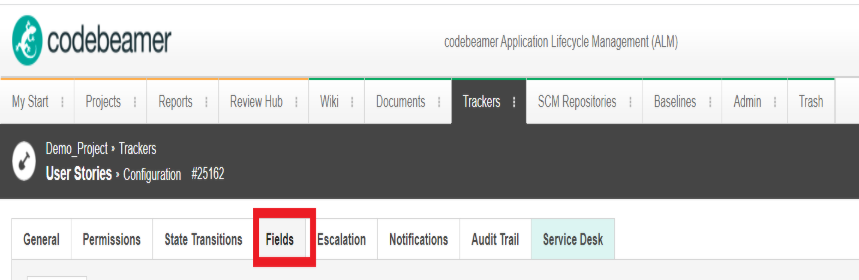 codebeamer
codebeamer Application Lifecycle Management (ALM)
My Start Projects Reports Review Hub Wiki Documents Trackers SCM Repositories Baselines Admin Trash
Demo_Project » Trackers
User Stories » Configuration #25162
General Permissions State Transitions Fields Escalation Notifications Audit Trail Service Desk